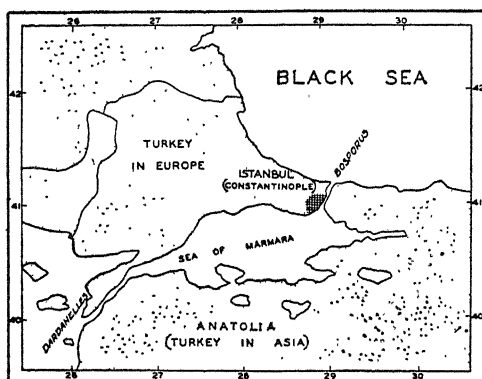 26 27 28 29 30
BLACK SEA
42 42
TURKEY
IN EUROPE
BOSPORUS
ISTANBUL
(CONSTANTINOPLE)
41 41
SEA OF MARMARA
DARDANELLES
40 40
ANATOLIA
(TURKEY IN ASIA)
26 27 28 29 30